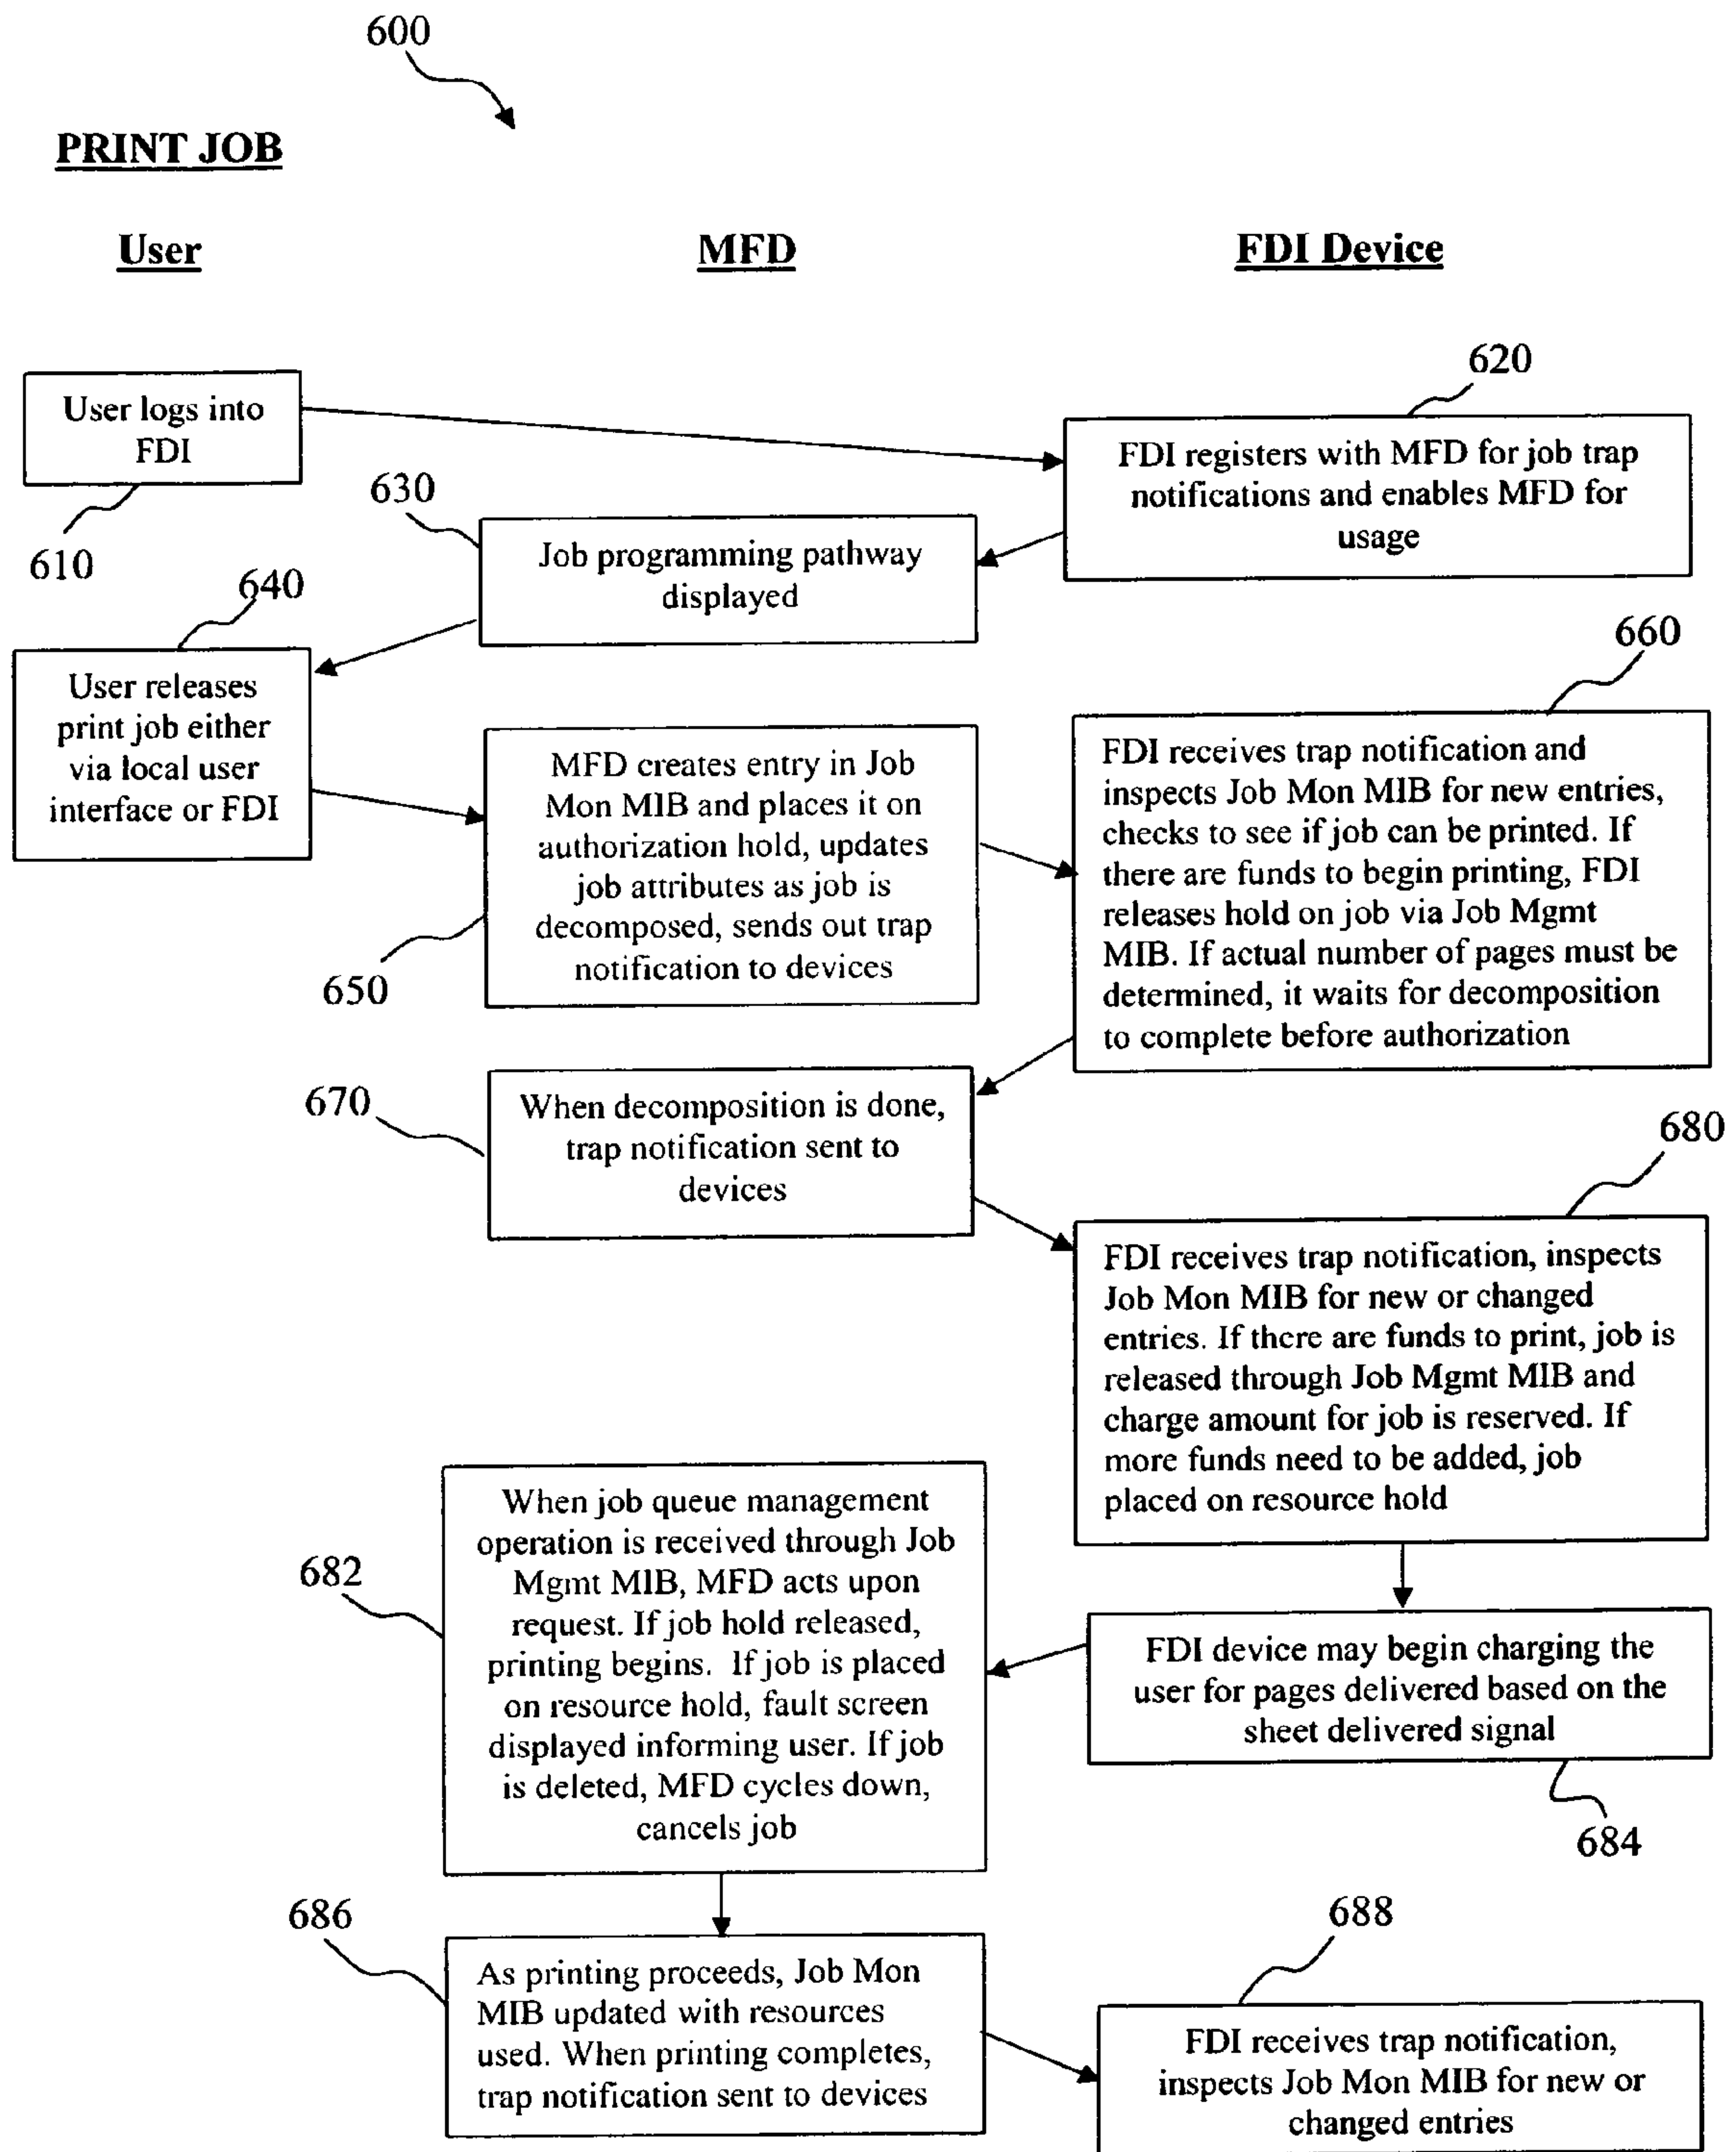 600
PRINT JOB
User
MFD
FDI Device
User logs into
FDI
610
620
FDI registers with MFD for job trap
notifications and enables MFD for
usage
630
Job programming pathway
displayed
640
User releases
print job either
via local user
interface or FDI
650
MFD creates entry in Job
Mon MIB and places it on
authorization hold, updates
job attributes as job is
decomposed, sends out trap
notification to devices
660
FDI receives trap notification and
inspects Job Mon MIB for new entries,
checks to see if job can be printed. If
there are funds to begin printing, FDI
releases hold on job via Job Mgmt
MIB. If actual number of pages must be
determined, it waits for decomposition
to complete before authorization
670
When decomposition is done,
trap notification sent to
devices
680
FDI receives trap notification, inspects
Job Mon MIB for new or changed
entries. If there are funds to print, job is
released through Job Mgmt MIB and
charge amount for job is reserved. If
more funds need to be added, job
placed on resource hold
682
When job queue management
operation is received through Job
Mgmt MIB, MFD acts upon
request. If job hold released,
printing begins. If job is placed
on resource hold, fault screen
displayed informing user. If job
is deleted, MFD cycles down,
cancels job
FDI device may begin charging the
user for pages delivered based on the
sheet delivered signal
684
686
As printing proceeds, Job Mon
MIB updated with resources
used. When printing completes,
trap notification sent to devices
688
FDI receives trap notification,
inspects Job Mon MIB for new or
changed entries